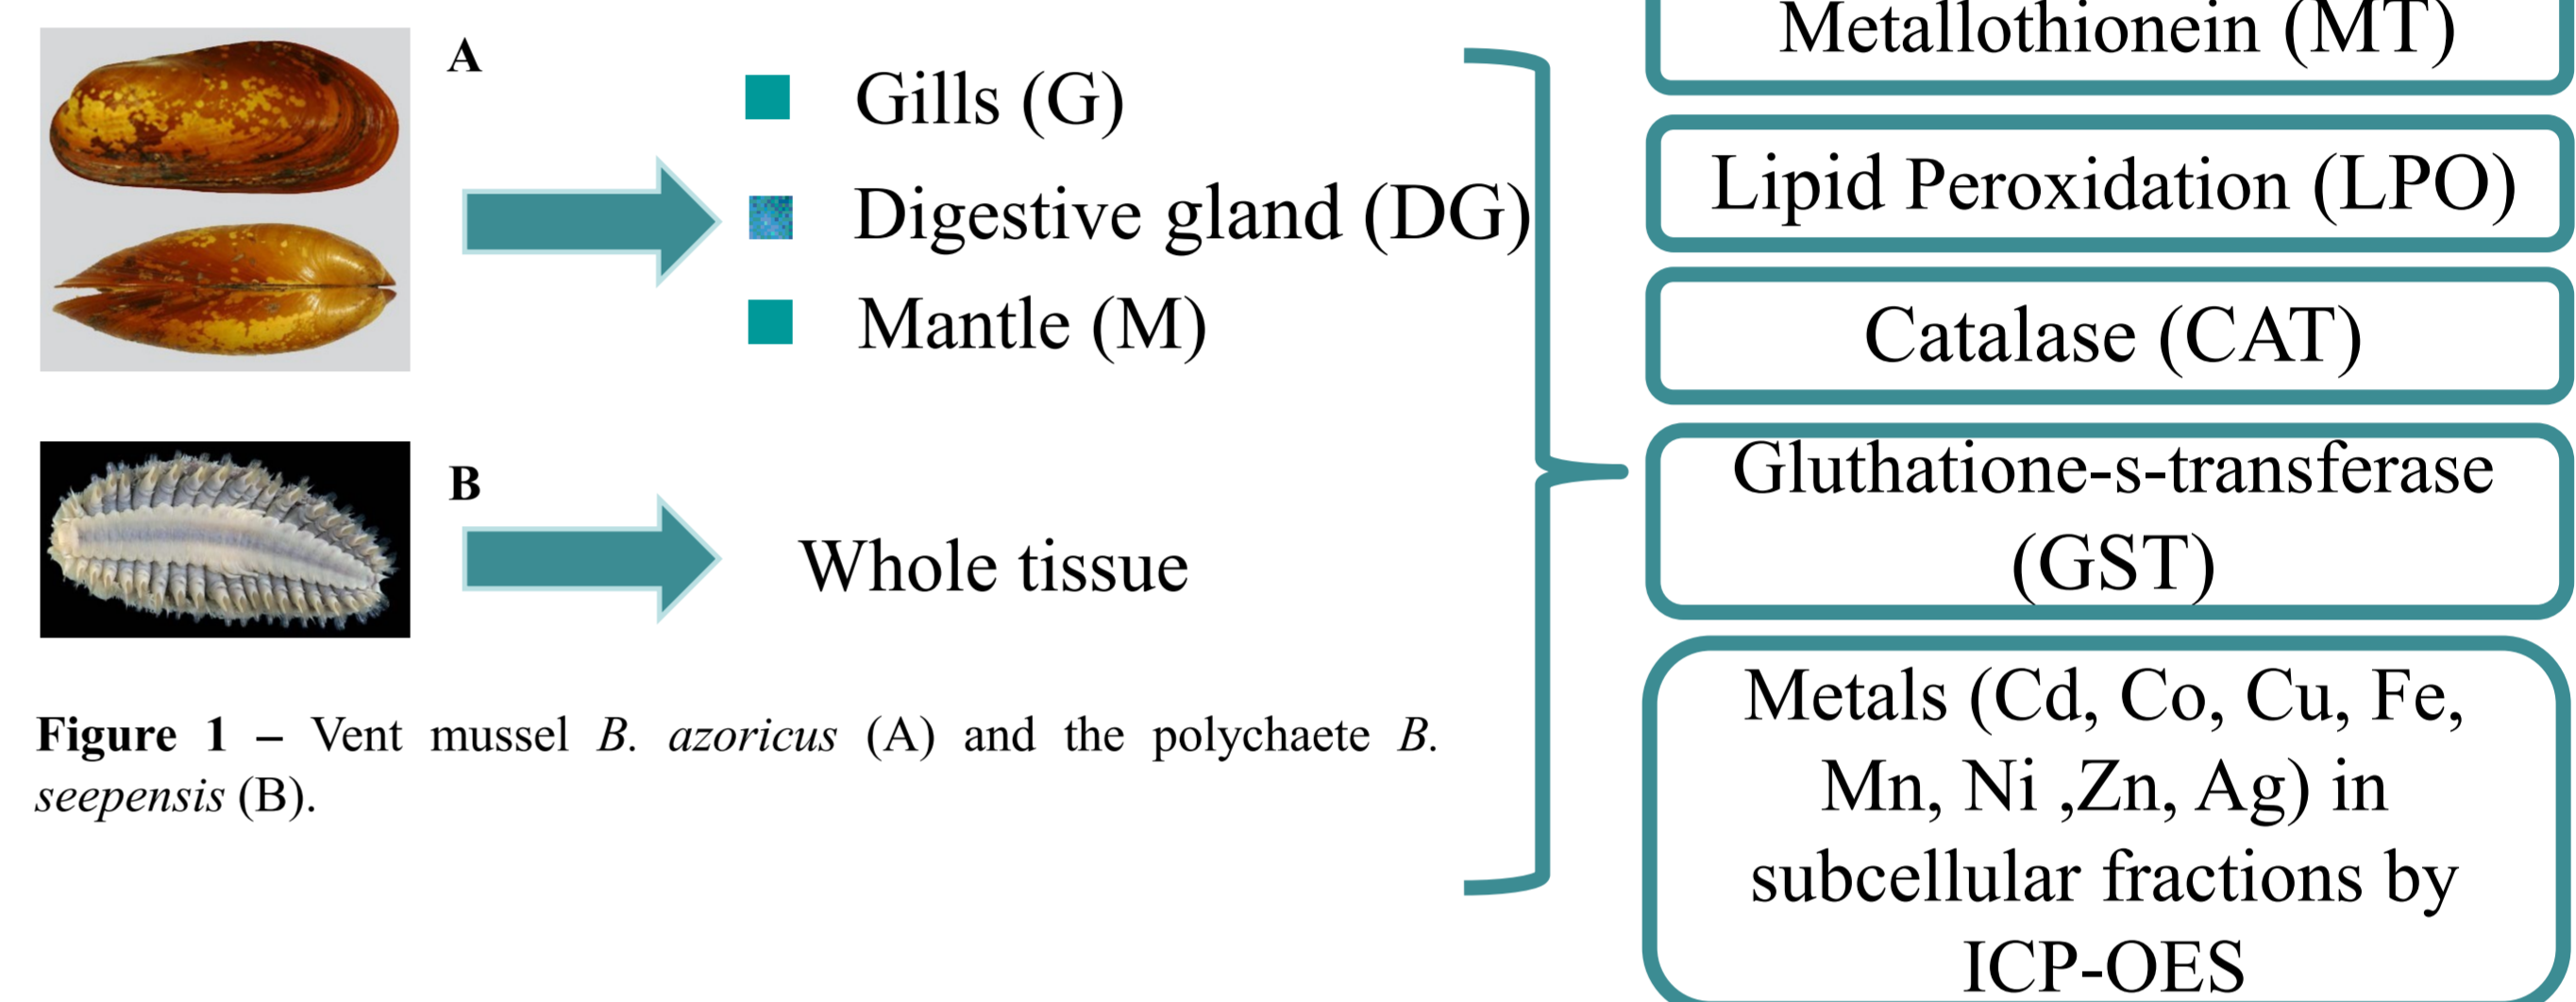 A
Gills (G)
Digestive gland (DG)
Mantle (M)
B
Whole tissue
Figure 1 – Vent mussel B. azoricus (A) and the polychaete B.
seepensis (B).
Metallothionein (MT)
Lipid Peroxidation (LPO)
Catalase (CAT)
Gluthatione-s-transferase
(GST)
Metals (Cd, Co, Cu, Fe,
Mn, Ni ,Zn, Ag) in
subcellular fractions by
ICP-OES